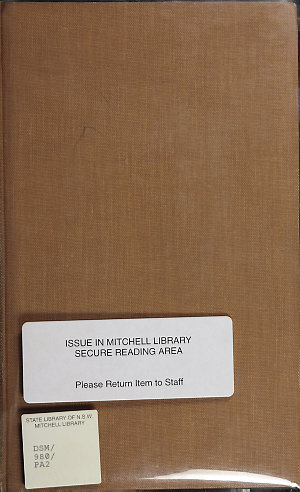 ISSUE IN MITCHELL LIBRARY
SECURE READING AREA
Please Return Item to Staff
STATE LIBRARY OF N.S.W.
MITCHELL LIBRARY
DSM/
980/
PA2